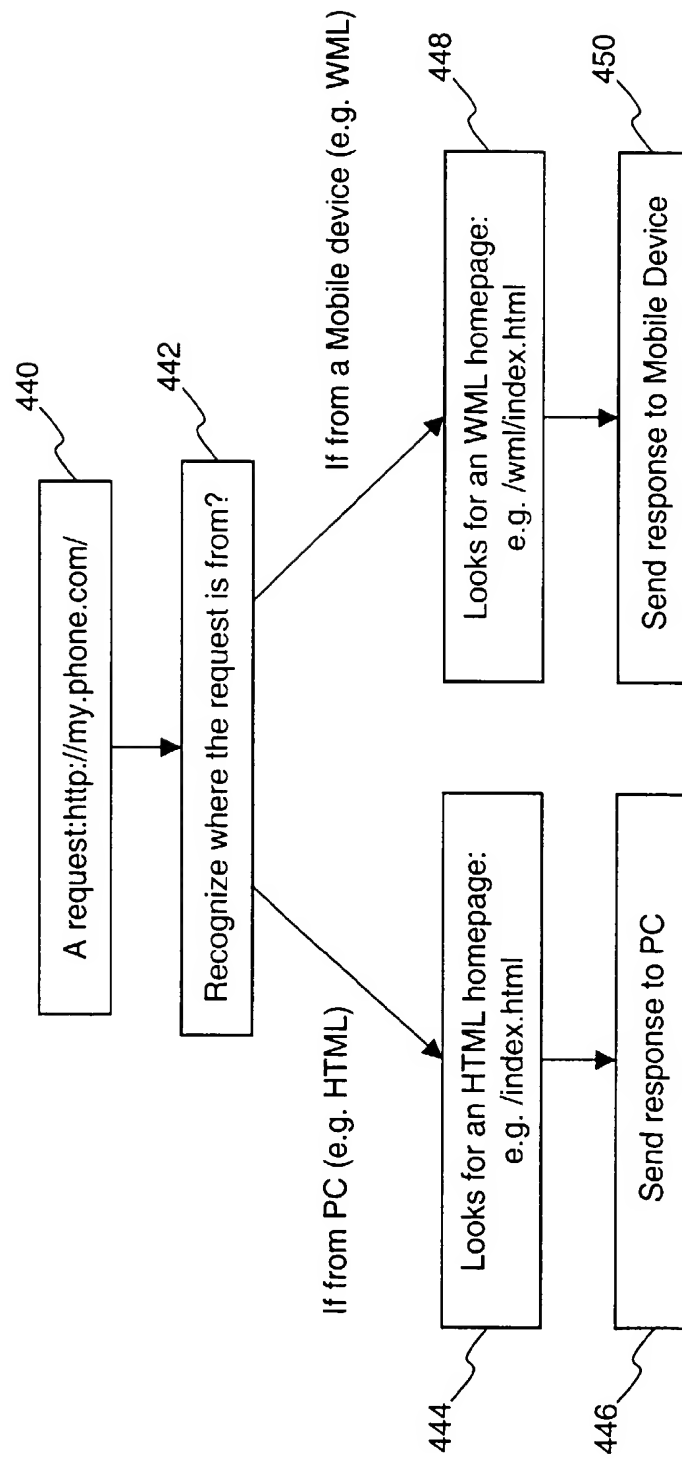 A request:http://my.phone.com/
440
Recognize where the request is from?
442
If from PC (e.g. HTML)
If from a Mobile device (e.g. WML)
Looks for an HTML homepage:
e.g. /index.html
444
Looks for an WML homepage:
e.g. /wml/index.html
448
Send response to PC
446
Send response to Mobile Device
450